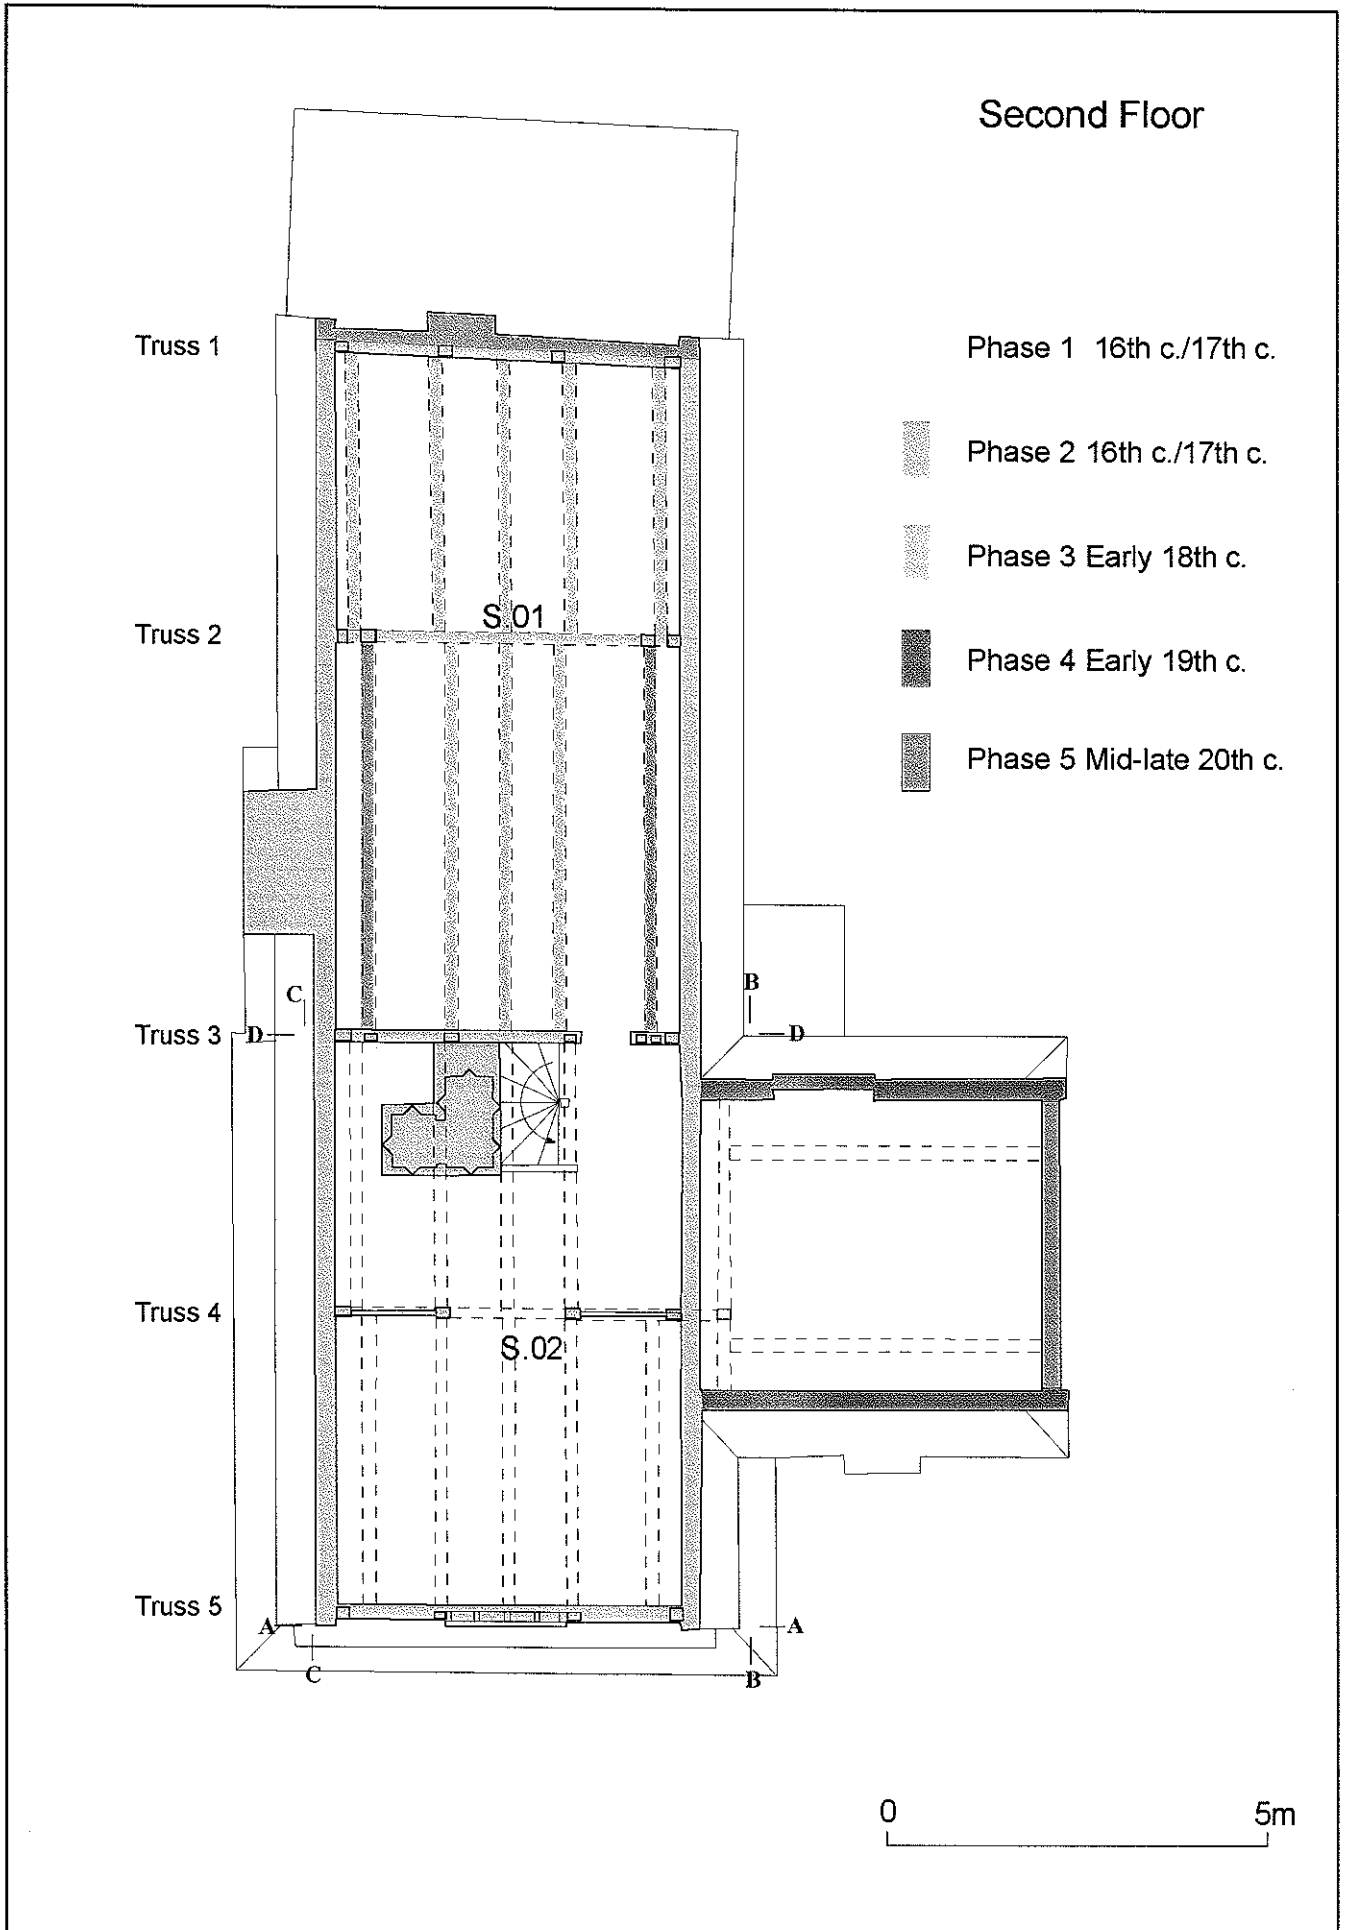 Second Floor
Truss 1
Phase 1 16th c./17th c.
Phase 2 16th c./17th c.
Phase 3 Early 18th c.
S.01
Truss 2
Phase 4 Early 19th c.
Phase 5 Mid-late 20th c.
C
B
Truss 3
D
D
Truss 4
S.02
Truss 5
A
A
C
B
0
5m